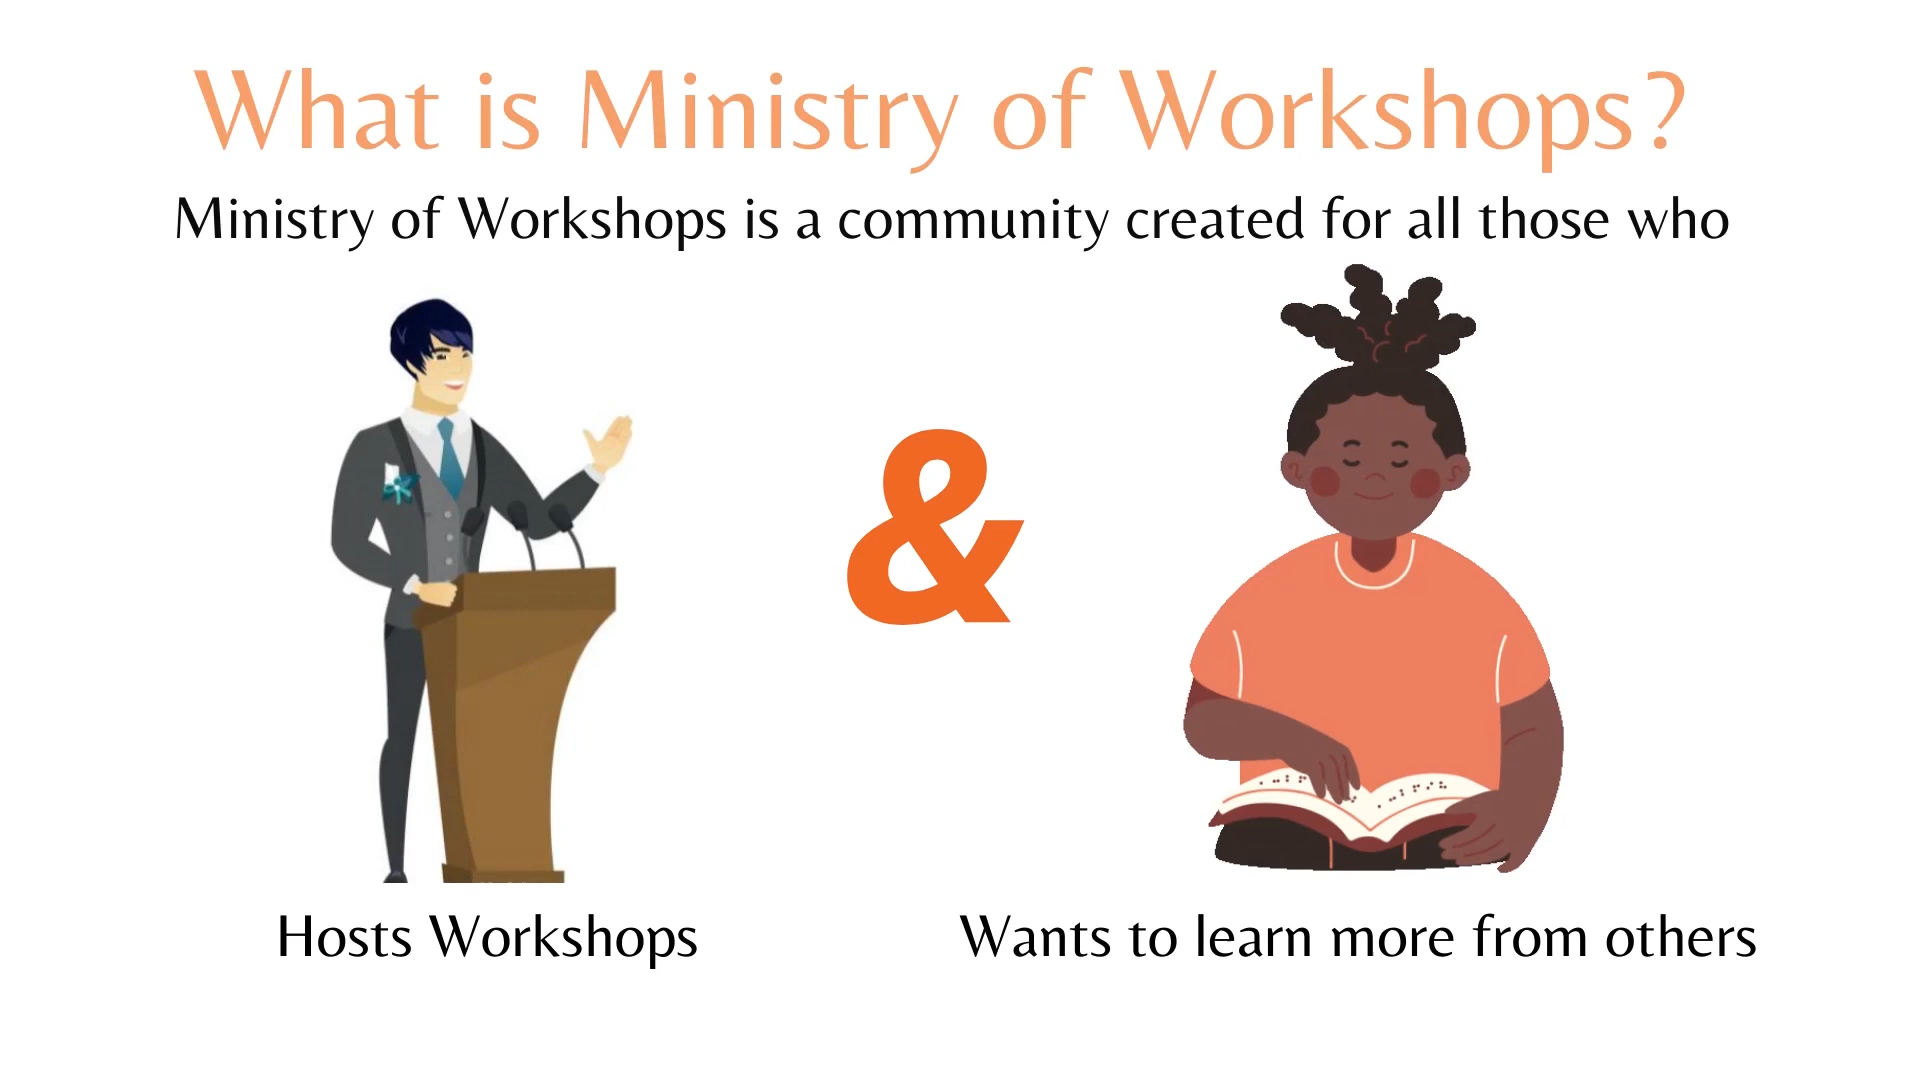 What is Ministry of Workshops?
Ministry of Workshops is a community created for all those who
&
Hosts Workshops
Wants to learn more from others